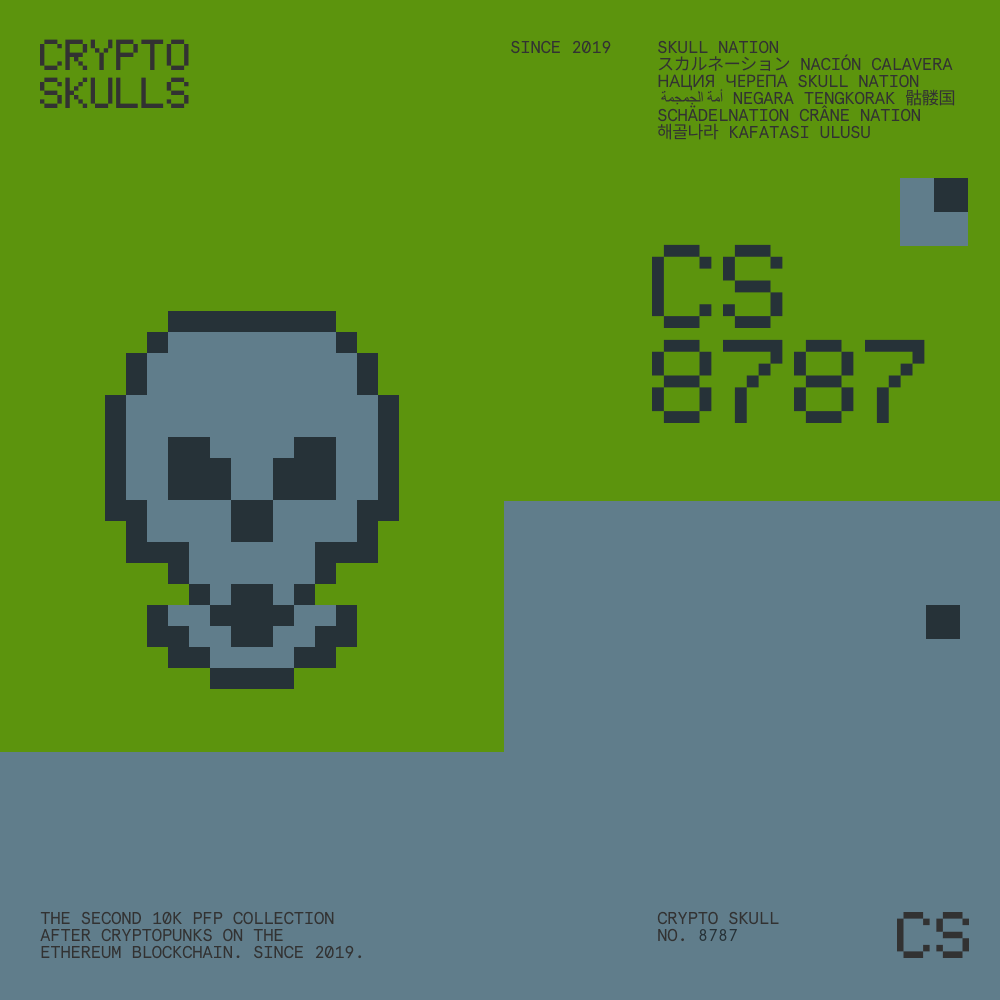 CRYPTO
SKULLS
SINCE 2019
SKULL NATION
スカルネーション NACIÓN CALAVERA
НАЦИЯ ЧЕРЕПА SKULL NATION
أمة الجمجمة NEGARA TENGKORAK 骷髅国
SCHÄDELNATION CRÂNE NATION
해골나라 KAFATASI ULUSU
CS
8787
THE SECOND 10K PFP COLLECTION
AFTER CRYPTOPUNKS ON THE
ETHEREUM BLOCKCHAIN. SINCE 2019.
CRYPTO SKULL
NO. 8787
CS